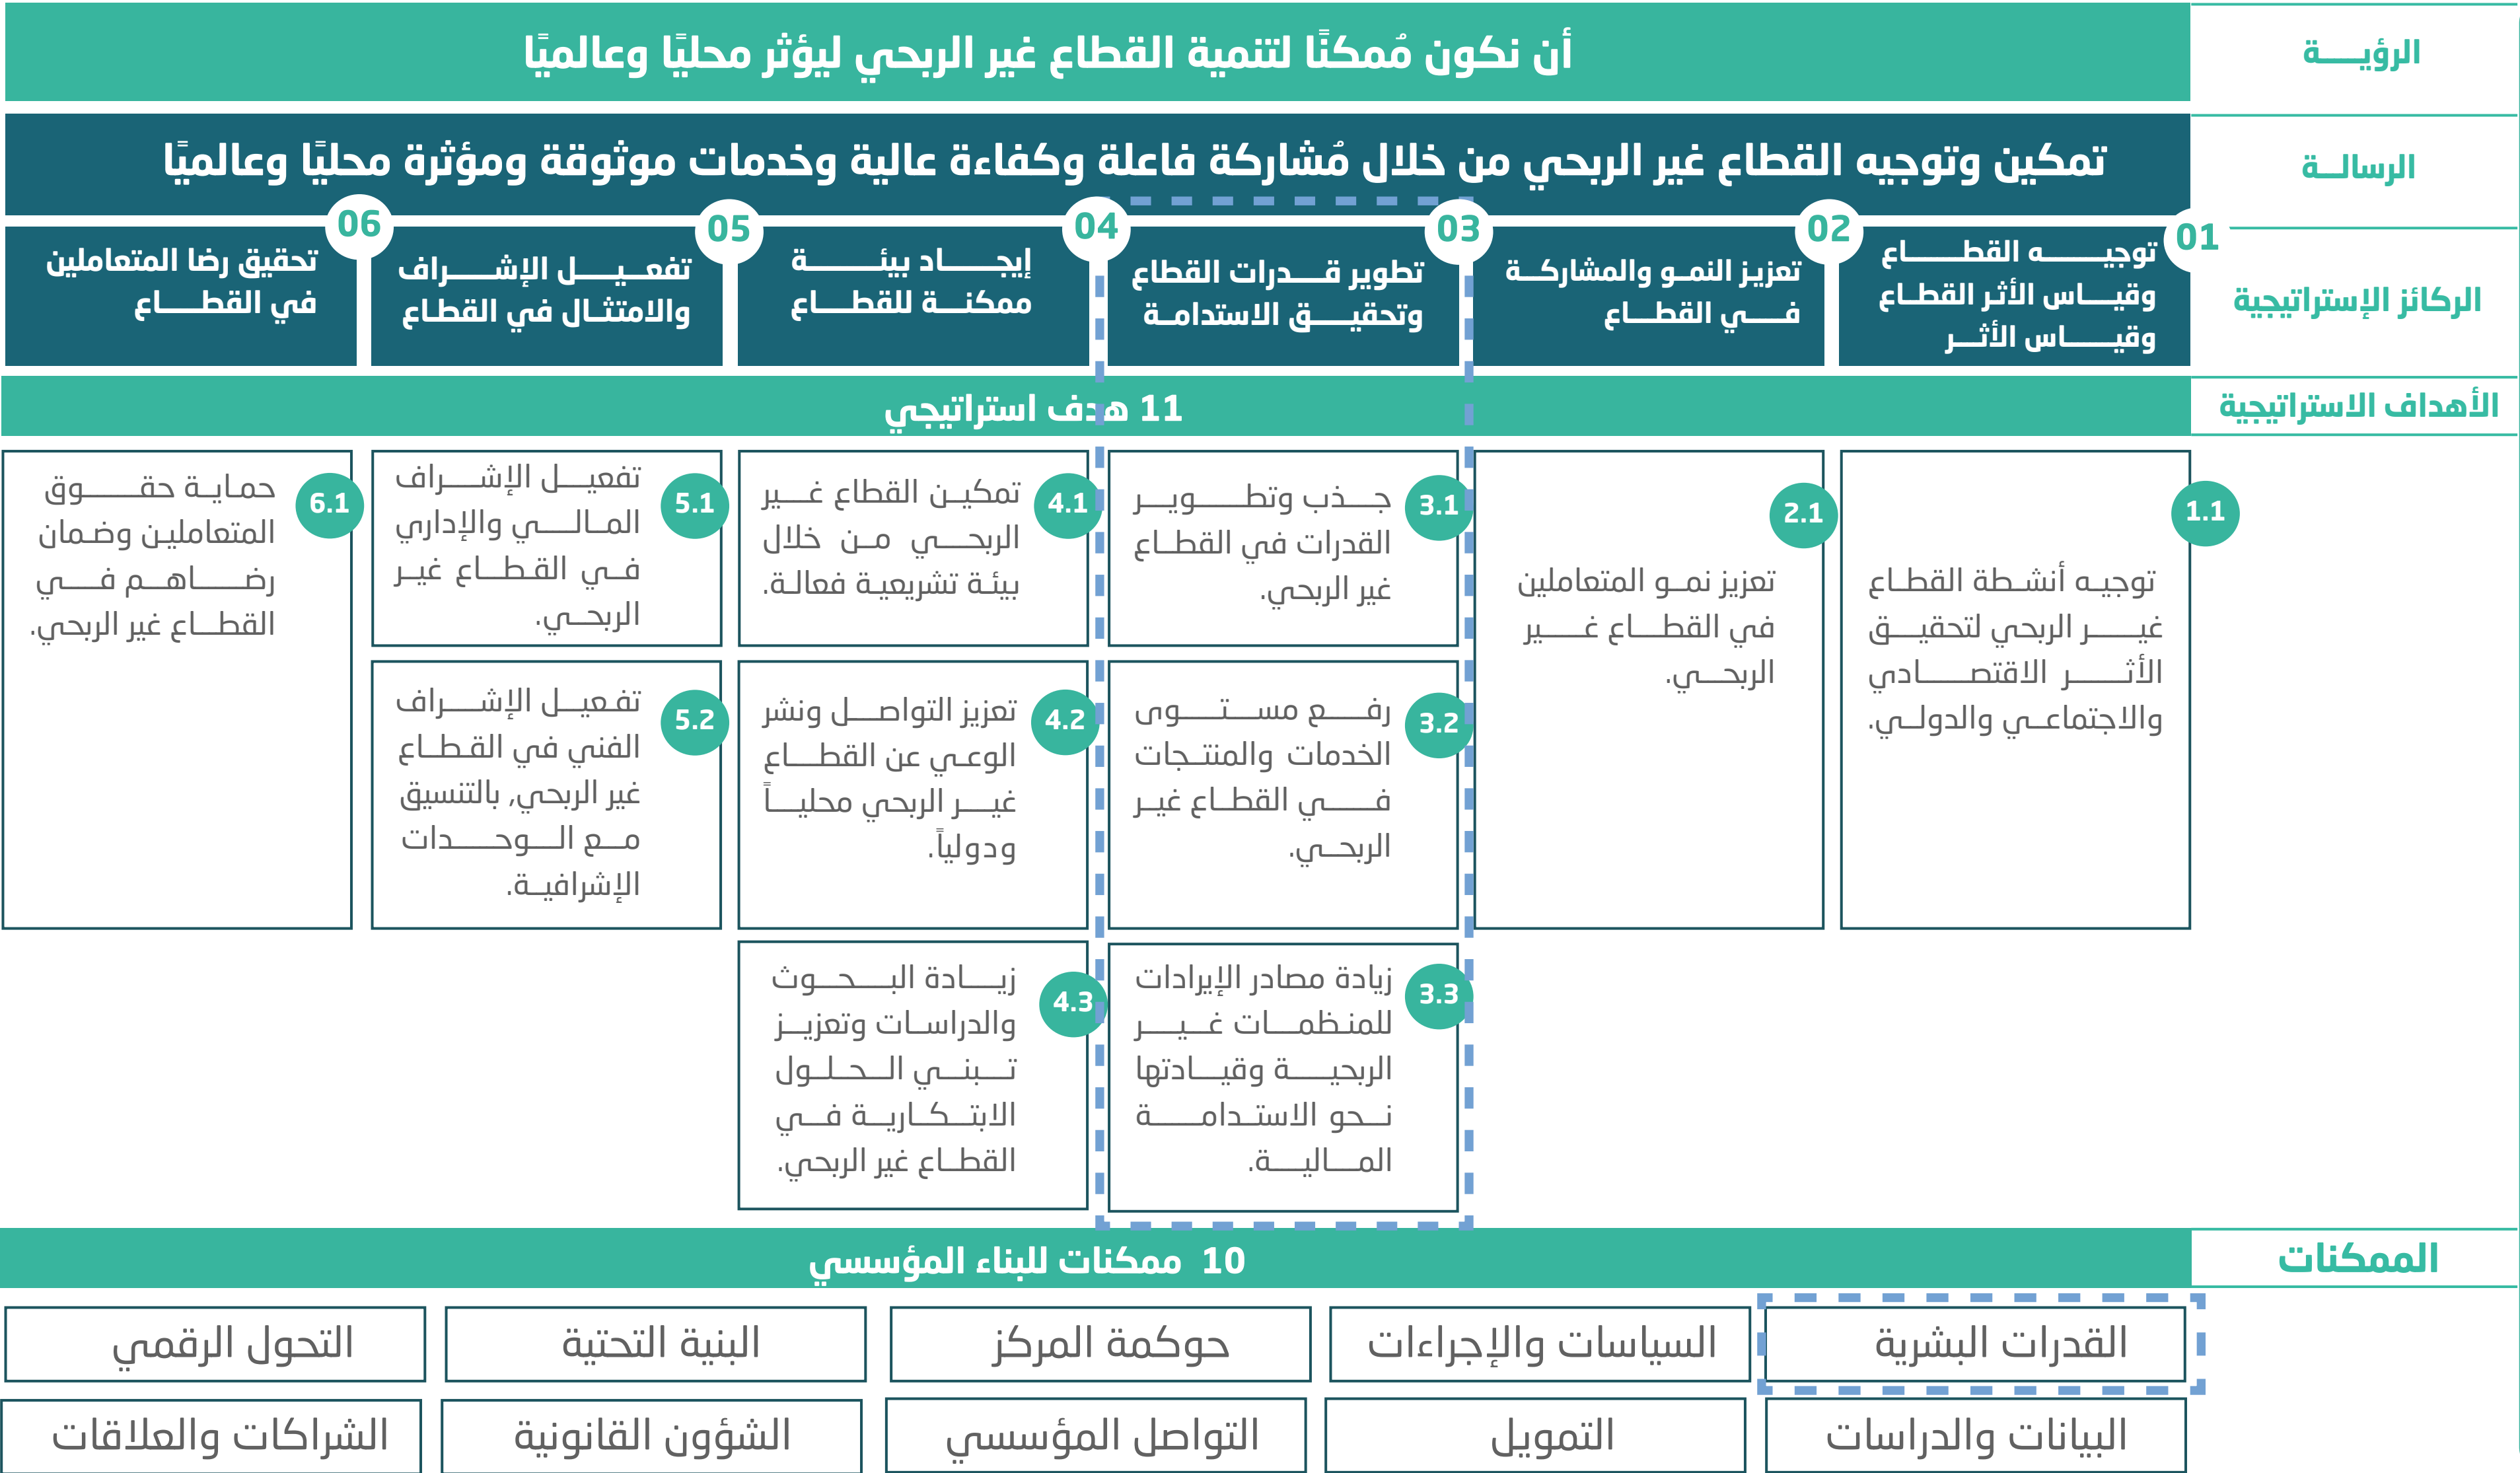 الرؤية
أن نكون مُمكنًا لتنمية القطاع غير الربحي ليؤثر محليًا وعالميًا
الرسالة
تمكين وتوجيه القطاع غير الربحي من خلال مُشاركة فاعلة وكفاءة عالية وخدمات موثوقة ومؤثرة محليًا وعالميًا
الركائز الإستراتيجية
01
توجيه القطاع
وقياس الأثر القطاع
وقياس الأثر
02
تعزيز النمو والمشاركة
في القطاع
03
تطوير قدرات القطاع
وتحقيق الاستدامة
04
إيجاد بيئة
ممكنة للقطاع
05
تفعيل الإشراف
والامتثال في القطاع
06
تحقيق رضا المتعاملين
في القطاع
الأهداف الاستراتيجية
11 هدف استراتيجي
1.1
توجيه أنشطة القطاع
غير الربحي لتحقيق
الأثر الاقتصادي
والاجتماعي والدولي.
2.1
تعزيز نمو المتعاملين
في القطاع غير
الربحي.
3.1
جذب وتطوير
القدرات في القطاع
غير الربحي.
3.2
رفع مستوى
الخدمات والمنتجات
في القطاع غير
الربحي.
3.3
زيادة مصادر الإيرادات
للمنظمات غير
الربحية وقيادتها
نحو الاستدامة
المالية.
4.1
تمكين القطاع غير
الربحي من خلال
بيئة تشريعية فعالة.
4.2
تعزيز التواصل ونشر
الوعي عن القطاع
غير الربحي محلياً
ودولياً.
4.3
زيادة البحوث
والدراسات وتعزيز
تبني الحلول
الابتكارية في
القطاع غير الربحي.
5.1
تفعيل الإشراف
المالي والإداري
في القطاع غير
الربحي.
5.2
تفعيل الإشراف
الفني في القطاع
غير الربحي، بالتنسيق
مع الوحدات
الإشرافية.
6.1
حماية حقوق
المتعاملين وضمان
رضاهم في
القطاع غير الربحي.
الممكنات
10 ممكنات للبناء المؤسسي
القدرات البشرية
السياسات والإجراءات
حوكمة المركز
البنية التحتية
التحول الرقمي
البيانات والدراسات
التمويل
التواصل المؤسسي
الشؤون القانونية
الشراكات والعلاقات